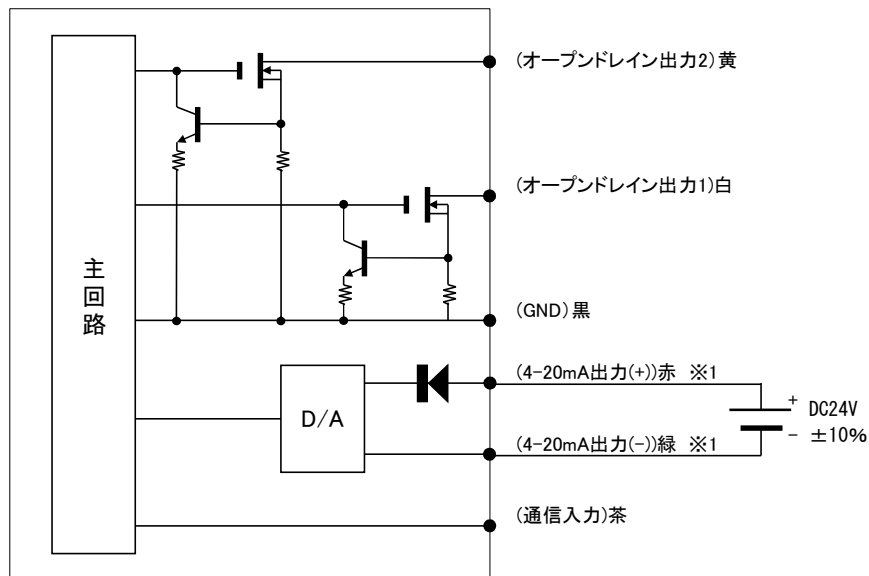 (オープンドレイン出力2)黄
(オープンドレイン出力1)白
主回路
(GND)黒
(4-20mA出力(+))赤 ※1
D/A
+
DC24V
- ±10%
(4-20mA出力(-))緑 ※1
(通信入力)茶